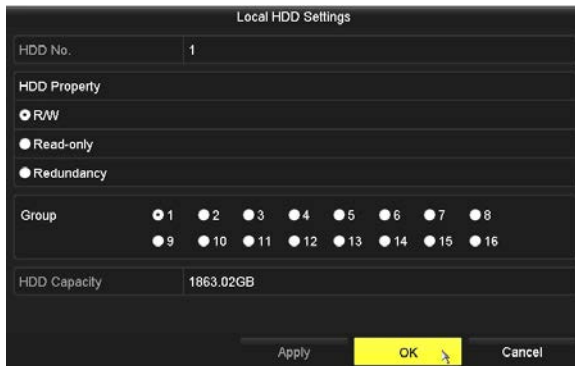 Local HDD Settings
HDD No. 1
HDD Property
R/W
Read-only
Redundancy
Group 1 2 3 4 5 6 7 8
9 10 11 12 13 14 15 16
HDD Capacity 1863.02GB
Apply OK Cancel